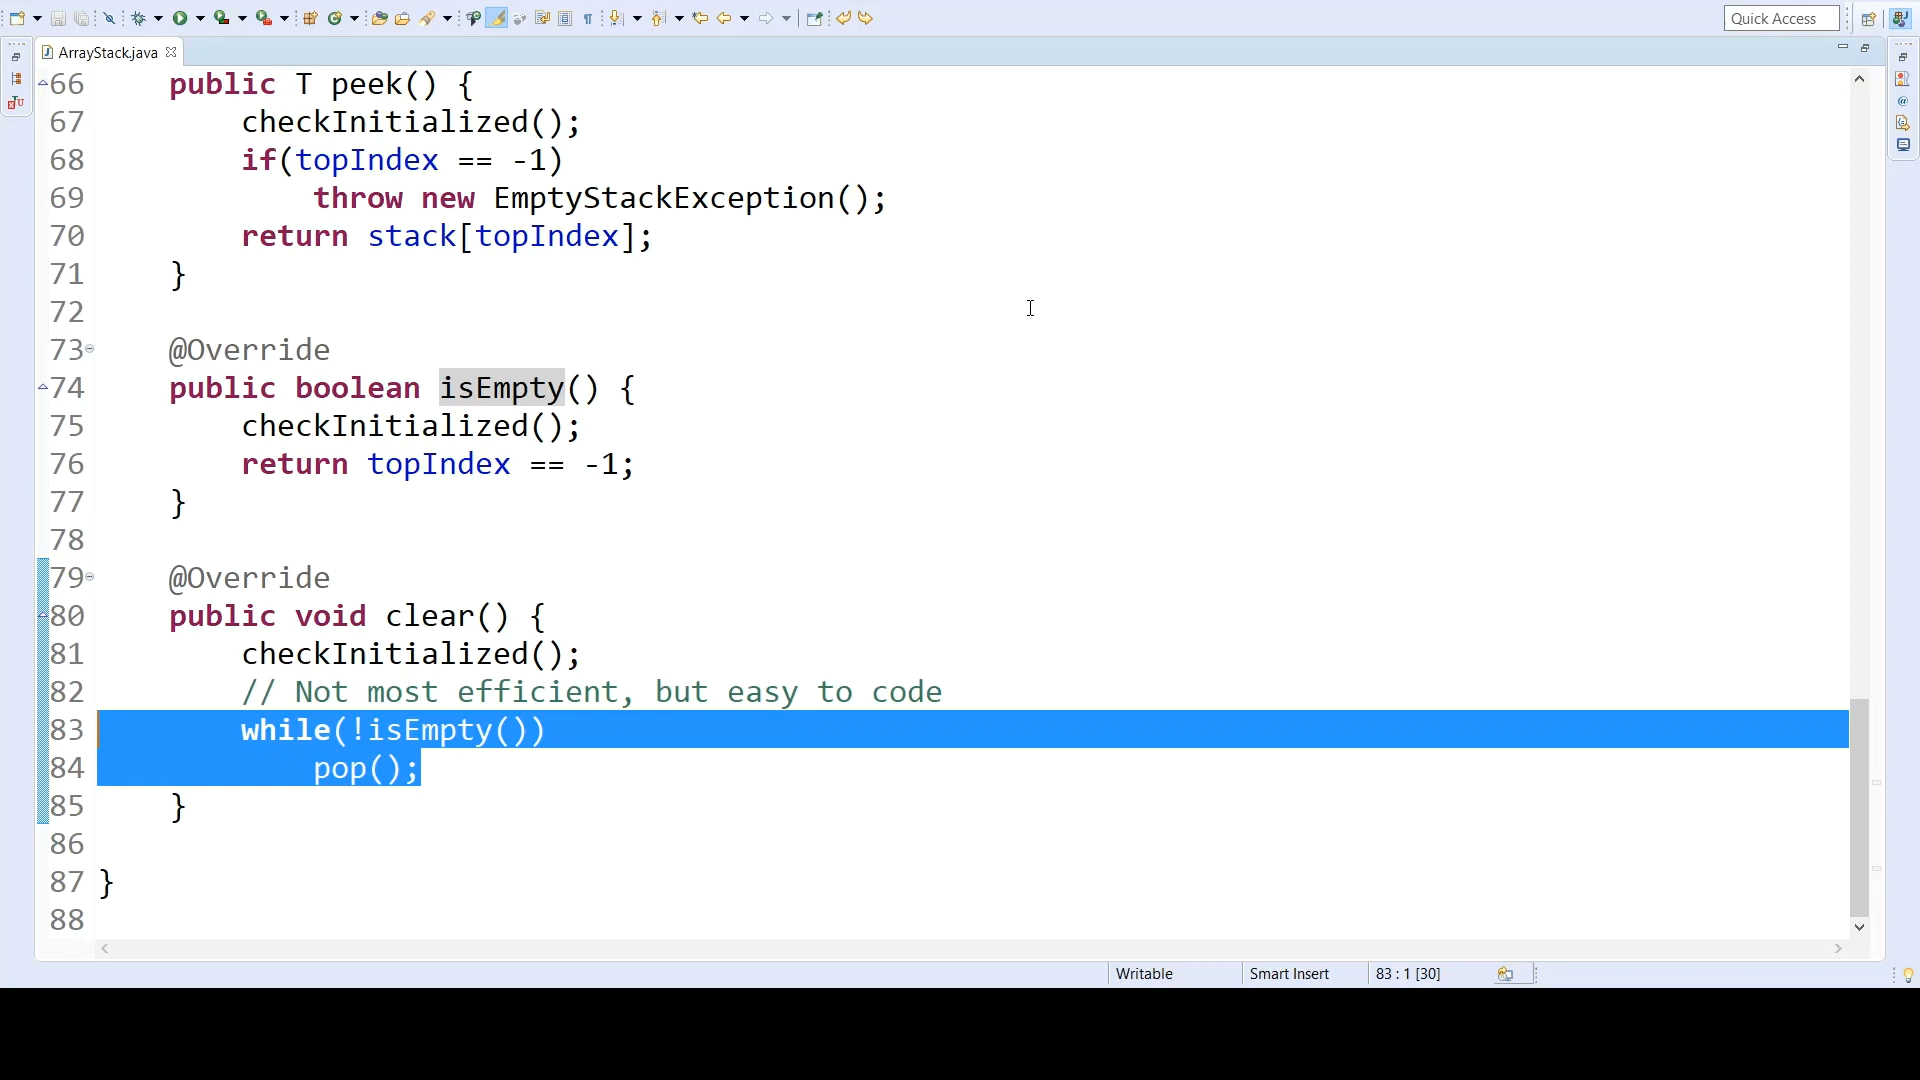 Quick Access
ArrayStack.java
66 public T peek() {
67 checkInitialized();
68 if(topIndex == -1)
69 throw new EmptyStackException();
70 return stack[topIndex];
71 }
72
73 @Override
74 public boolean isEmpty() {
75 checkInitialized();
76 return topIndex == -1;
77 }
78
79 @Override
80 public void clear() {
81 checkInitialized();
82 // Not most efficient, but easy to code
83 while(!isEmpty())
84 pop();
85 }
86
87 }
88
Writable Smart Insert 83 : 1 [30]